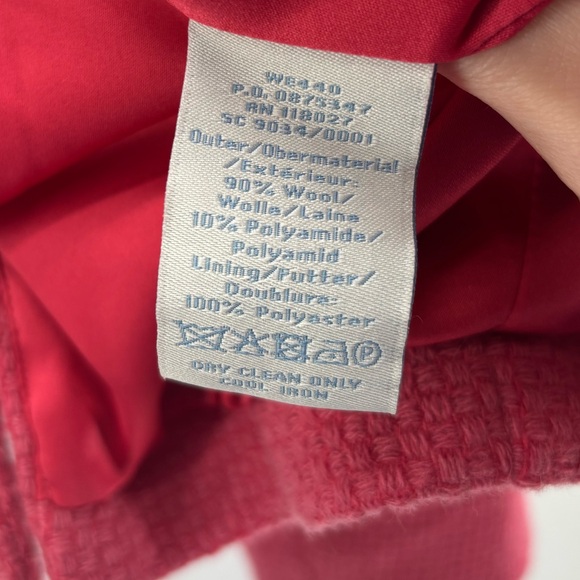 WE440
P.O. 0875347
RN 118027
SC 9034/0001
Outer/Obermaterial
/Extérieur:
90% Wool/
Wolle/Laine
10% Polyamide/
Polyamid
Lining/Futter/
Doublure:
100% Polyester
P
DRY CLEAN ONLY
COOL IRON